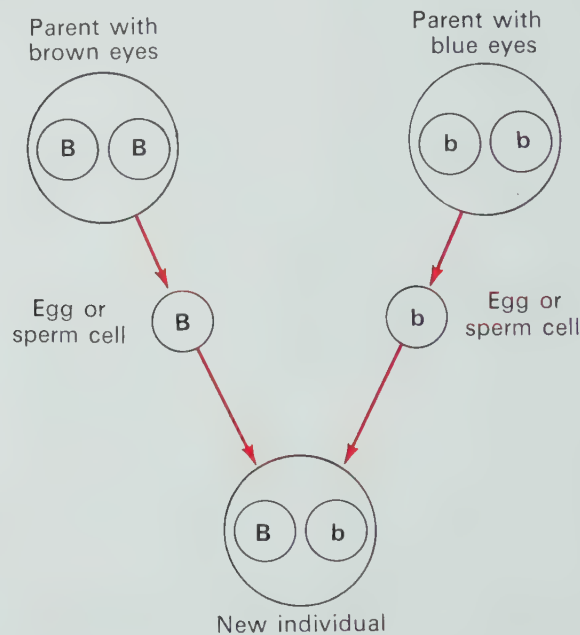 Parent with
brown eyes
Parent with
blue eyes
B B
b b
Egg or
sperm cell
B
b
Egg or
sperm cell
B b
New individual